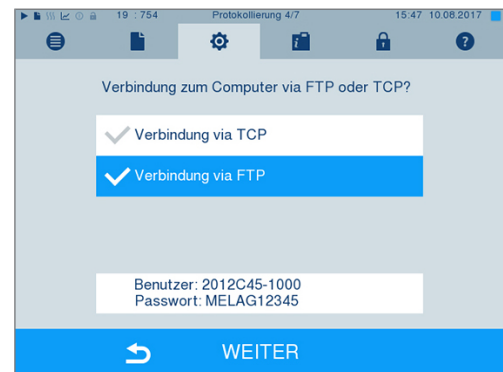 19 : 754 Protokollierung 4/7 15:47 10.08.2017
Verbindung zum Computer via FTP oder TCP?
Verbindung via TCP
Verbindung via FTP
Benutzer: 2012C45-1000
Passwort: MELAG12345
WEITER